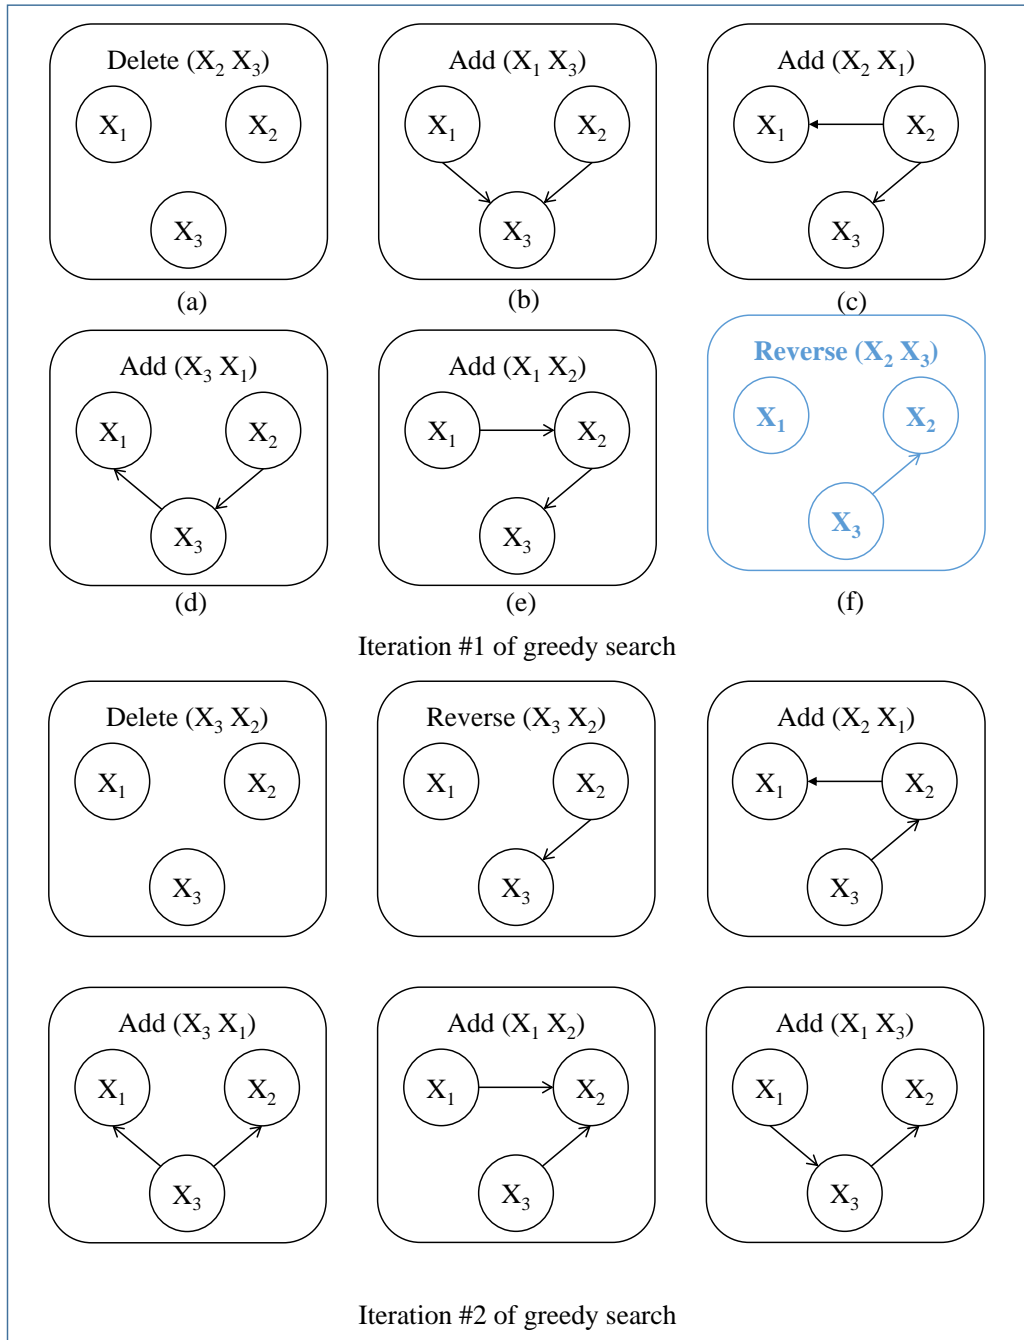 Delete (X2 X3)
X1
X2
X3
(a)
Add (X1 X3)
X1
X2
X3
(b)
Add (X2 X1)
X1
X2
X3
(c)
Add (X3 X1)
X1
X2
X3
(d)
Add (X1 X2)
X1
X2
X3
(e)
Reverse (X2 X3)
X1
X2
X3
(f)
Iteration #1 of greedy search
Delete (X3 X2)
X1
X2
X3
Reverse (X3 X2)
X1
X2
X3
Add (X2 X1)
X1
X2
X3
Add (X3 X1)
X1
X2
X3
Add (X1 X2)
X1
X2
X3
Add (X1 X3)
X1
X2
X3
Iteration #2 of greedy search